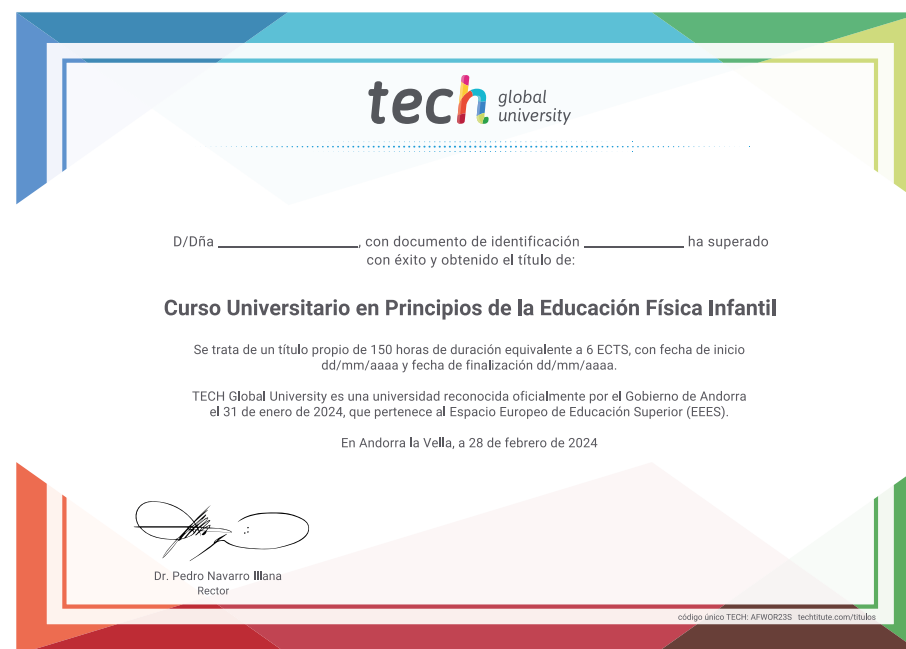 tech global
university
D/Dña ____________, con documento de identificación ____________ ha superado
con éxito y obtenido el título de:
Curso Universitario en Principios de la Educación Física Infantil
Se trata de un título propio de 150 horas de duración equivalente a 6 ECTS, con fecha de inicio
dd/mm/aaaa y fecha de finalización dd/mm/aaaa.
TECH Global University es una universidad reconocida oficialmente por el Gobierno de Andorra
el 31 de enero de 2024, que pertenece al Espacio Europeo de Educación Superior (EEES).
En Andorra la Vella, a 28 de febrero de 2024
Dr. Pedro Navarro Illana
Rector
código único TECH: AFWOR23S techtitute.com/titulos